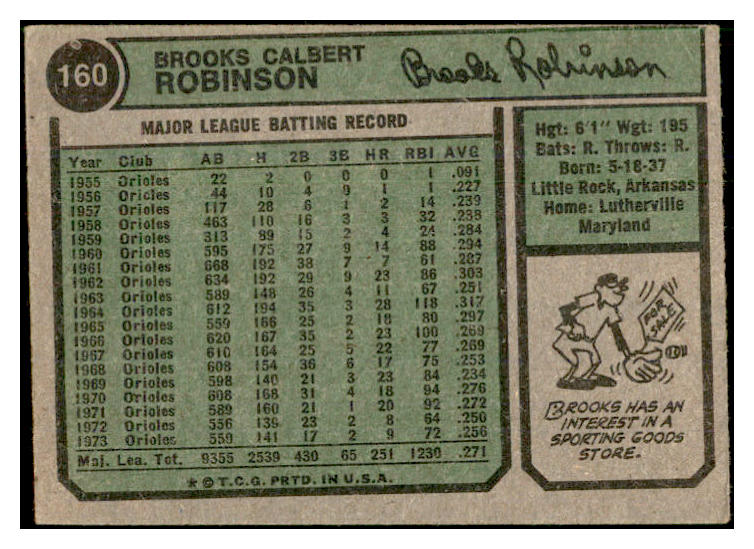 160
BROOKS CALBERT
ROBINSON
Brooks Robinson
MAJOR LEAGUE BATTING RECORD
Year Club AB H 2B 3B HR RBI AVG
1955 Orioles 22 2 0 0 0 1 .091
1956 Orioles 44 10 4 0 1 1 .227
1957 Orioles 117 28 6 1 2 14 .239
1958 Orioles 463 110 16 3 3 32 .238
1959 Orioles 313 89 15 2 4 24 .284
1960 Orioles 595 175 27 9 14 88 .294
1961 Orioles 668 192 38 7 7 61 .287
1962 Orioles 634 192 29 9 23 86 .303
1963 Orioles 589 148 26 4 11 67 .251
1964 Orioles 612 194 35 3 28 118 .317
1965 Orioles 559 166 25 2 18 80 .297
1966 Orioles 620 167 35 2 23 100 .269
1967 Orioles 610 164 25 5 22 77 .269
1968 Orioles 608 154 36 6 17 75 .253
1969 Orioles 598 140 21 3 23 84 .234
1970 Orioles 608 168 31 4 18 94 .276
1971 Orioles 589 160 21 1 20 92 .272
1972 Orioles 556 139 23 2 8 64 .250
1973 Orioles 559 141 17 2 9 72 .256
Maj. Lea. Tot. 9355 2539 430 65 251 1230 .271
* © T.C.G. PRTD. IN U.S.A.
Hgt: 6'1" Wgt: 195
Bats: R. Throws: R.
Born: 5-18-37
Little Rock, Arkansas
Home: Lutherville
Maryland
FOR
SALE
BROOKS HAS AN
INTEREST IN A
SPORTING GOODS
STORE.